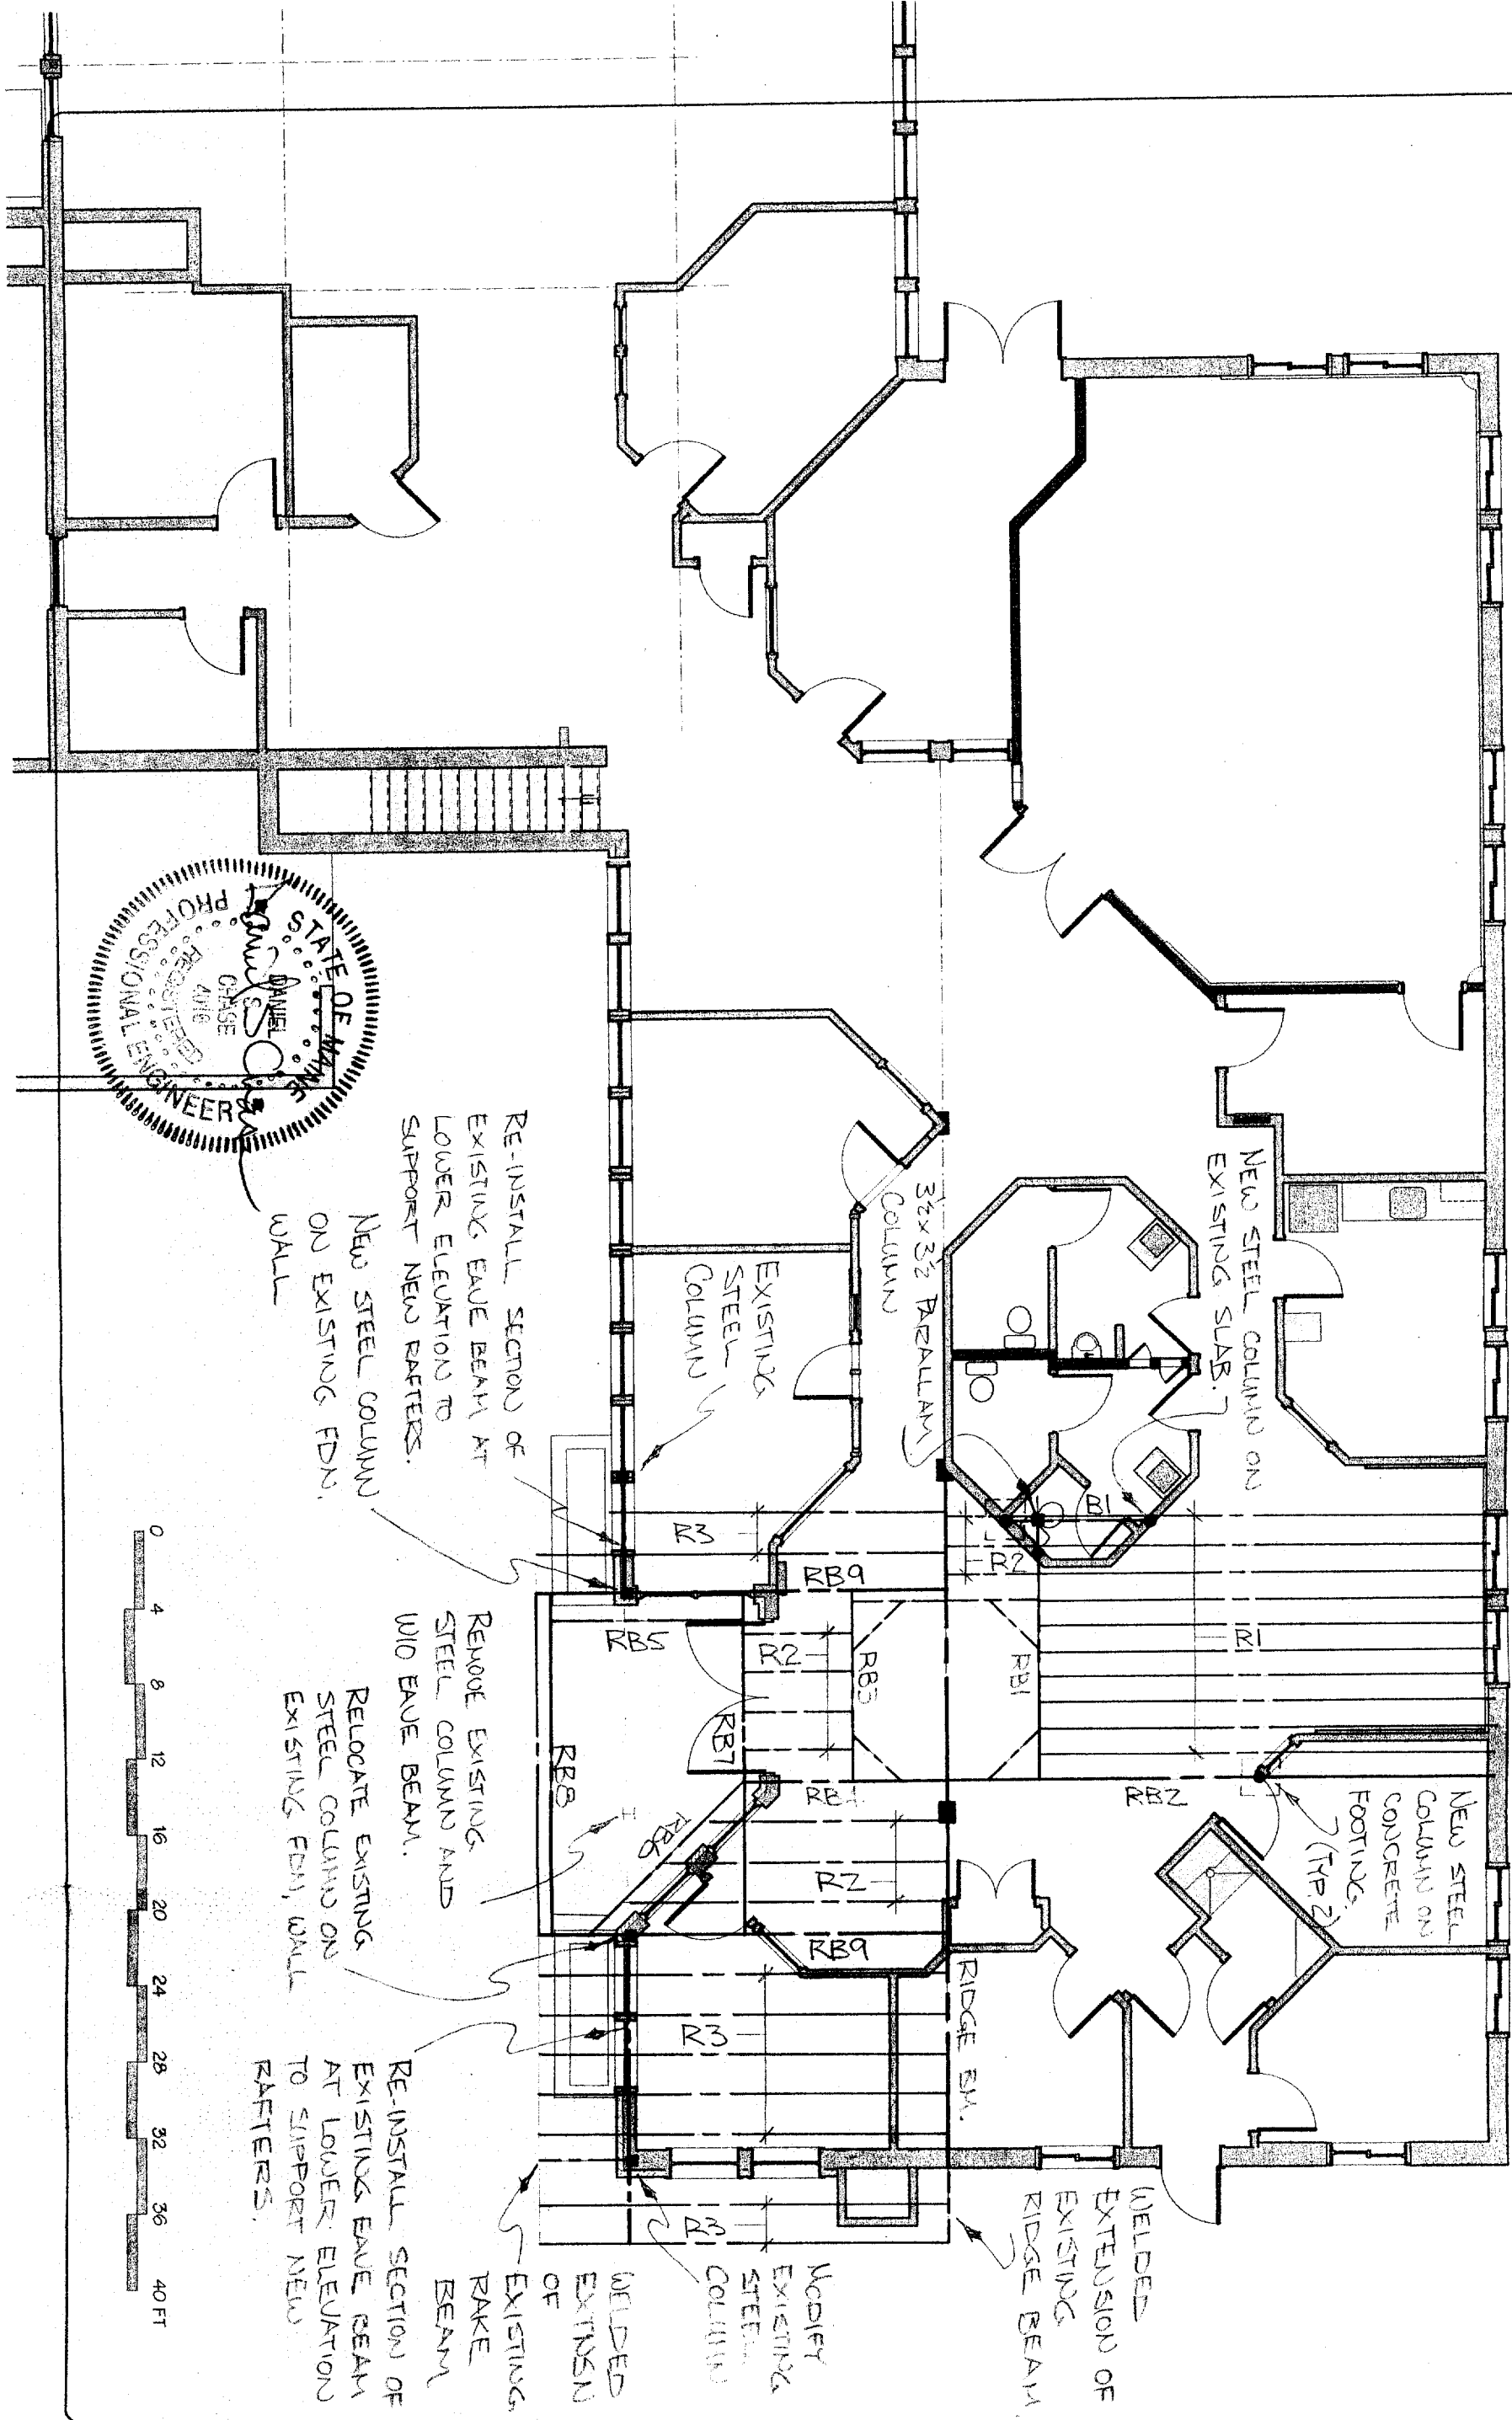 WELDED
EXTENSION OF
EXISTING
RIDGE BEAM
NEW STEEL
COLUMN ON
CONCRETE
FOOTING.
(TYP. 2)
NEW STEEL COLUMN ON
EXISTING SLAB.
3½x3½ PARALLAM
COLUMN
EXISTING
STEEL
COLUMN
B1
R2
R1
RB1
RB2
RB3
RB9
R3
RB5
R2
RB7
RB4
RB8
RB6
R2
RB9
RIDGE BM.
R3
R3
MODIFY
EXISTING
STEEL
COLUMN
WELDED
EXTNSN
OF
EXISTING
RAKE
BEAM
RE-INSTALL SECTION OF
EXISTING EAVE BEAM AT
LOWER ELEVATION TO
SUPPORT NEW RAFTERS.
NEW STEEL COLUMN
ON EXISTING FDN.
WALL
REMOVE EXISTING
STEEL COLUMN AND
W10 EAVE BEAM.
RELOCATE EXISTING
STEEL COLUMN ON
EXISTING FDN, WALL
RE-INSTALL SECTION OF
EXISTING EAVE BEAM
AT LOWER ELEVATION
TO SUPPORT NEW
RAFTERS.
STATE OF MAINE
DANIEL
CHASE
REGISTERED
PROFESSIONAL ENGINEER
0 4 8 12 16 20 24 28 32 36 40 FT